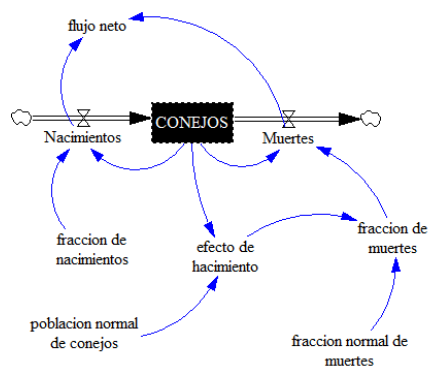 flujo neto
CONEJOS
Nacimientos
Muertes
fraccion de
nacimientos
efecto de
hacimiento
fraccion de
muertes
poblacion normal
de conejos
fraccion normal de
muertes